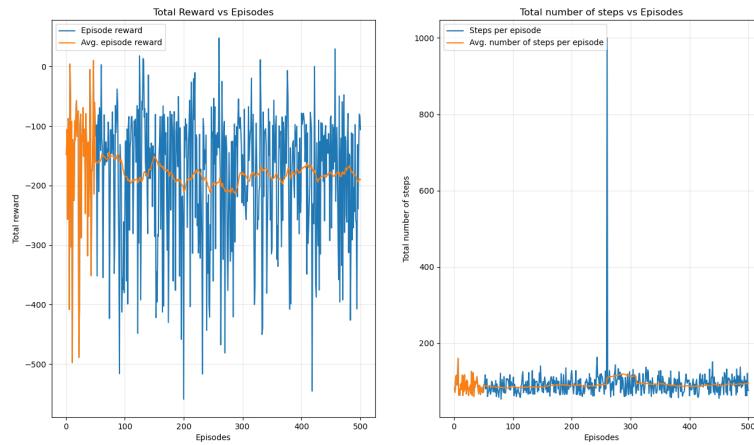 Total Reward vs Episodes
Episode reward
Avg. episode reward
Total reward
0
−100
−200
−300
−400
−500
0
100
200
300
400
500
Episodes
Total number of steps vs Episodes
Steps per episode
Avg. number of steps per episode
Total number of steps
1000
800
600
400
200
0
100
200
300
400
500
Episodes